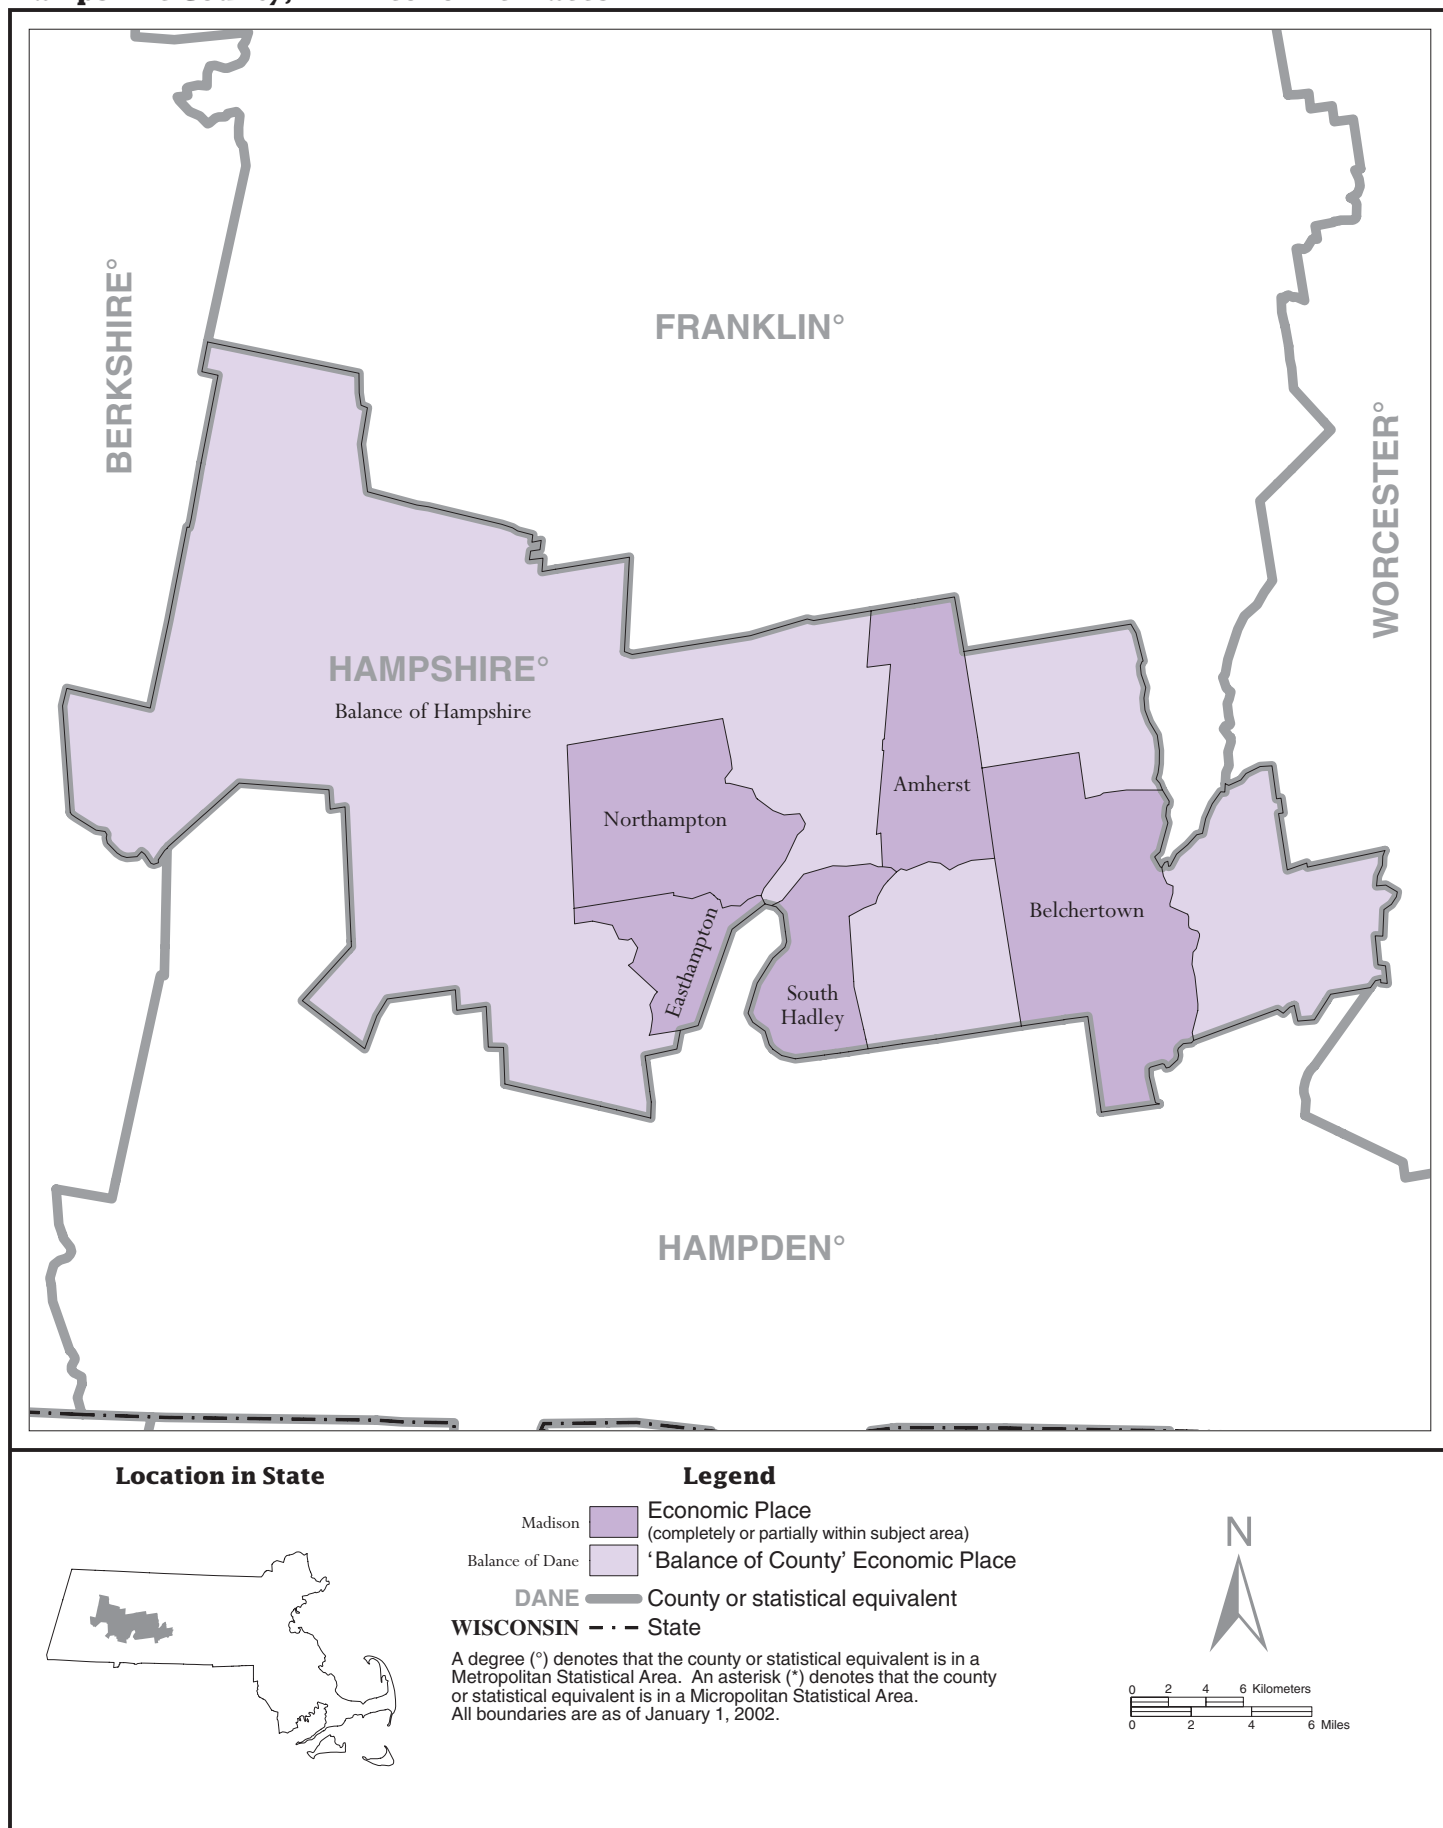 BERKSHIRE°
FRANKLIN°
WORCESTER°
HAMPSHIRE°
Balance of Hampshire
Amherst
Northampton
Belchertown
Easthampton
South
Hadley
HAMPDEN°
Location in State
Legend
Madison
Economic Place
(completely or partially within subject area)
Balance of Dane
‘Balance of County’ Economic Place
DANE
County or statistical equivalent
WISCONSIN
State
A degree (°) denotes that the county or statistical equivalent is in a
Metropolitan Statistical Area. An asterisk (*) denotes that the county
or statistical equivalent is in a Micropolitan Statistical Area.
All boundaries are as of January 1, 2002.
N
0 2 4 6 Kilometers
0 2 4 6 Miles